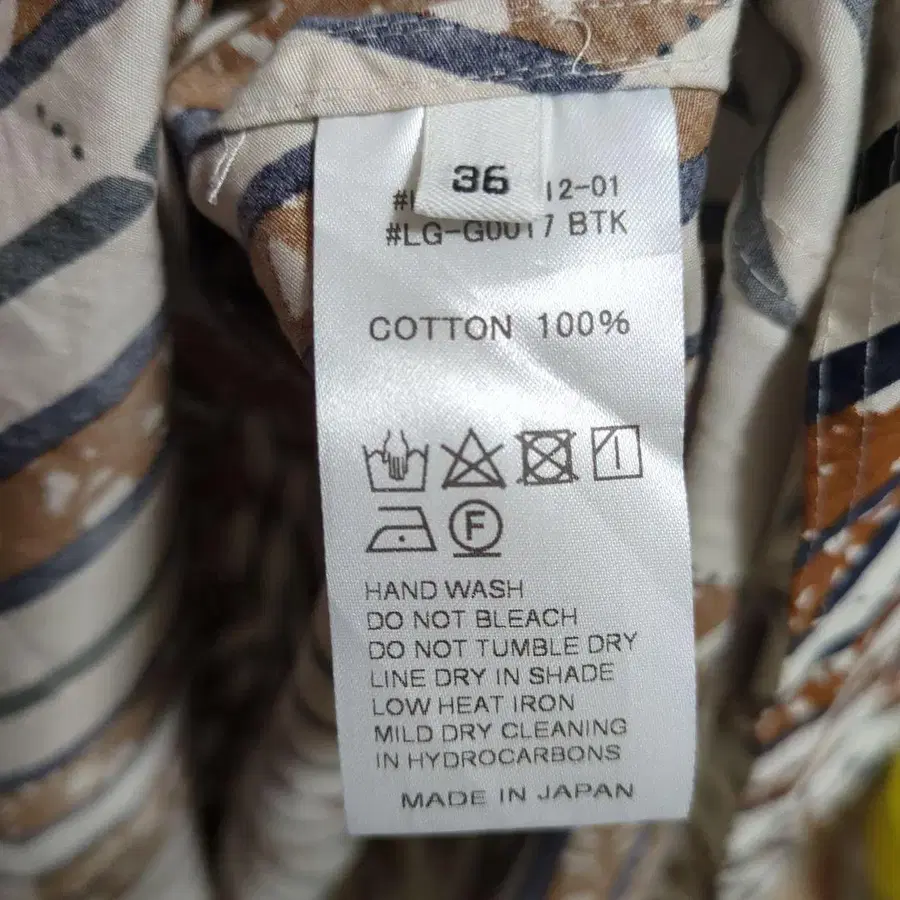 36
12-01
#LG-G0017 BTK
COTTON 100%
F
HAND WASH
DO NOT BLEACH
DO NOT TUMBLE DRY
LINE DRY IN SHADE
LOW HEAT IRON
MILD DRY CLEANING
IN HYDROCARBONS
MADE IN JAPAN